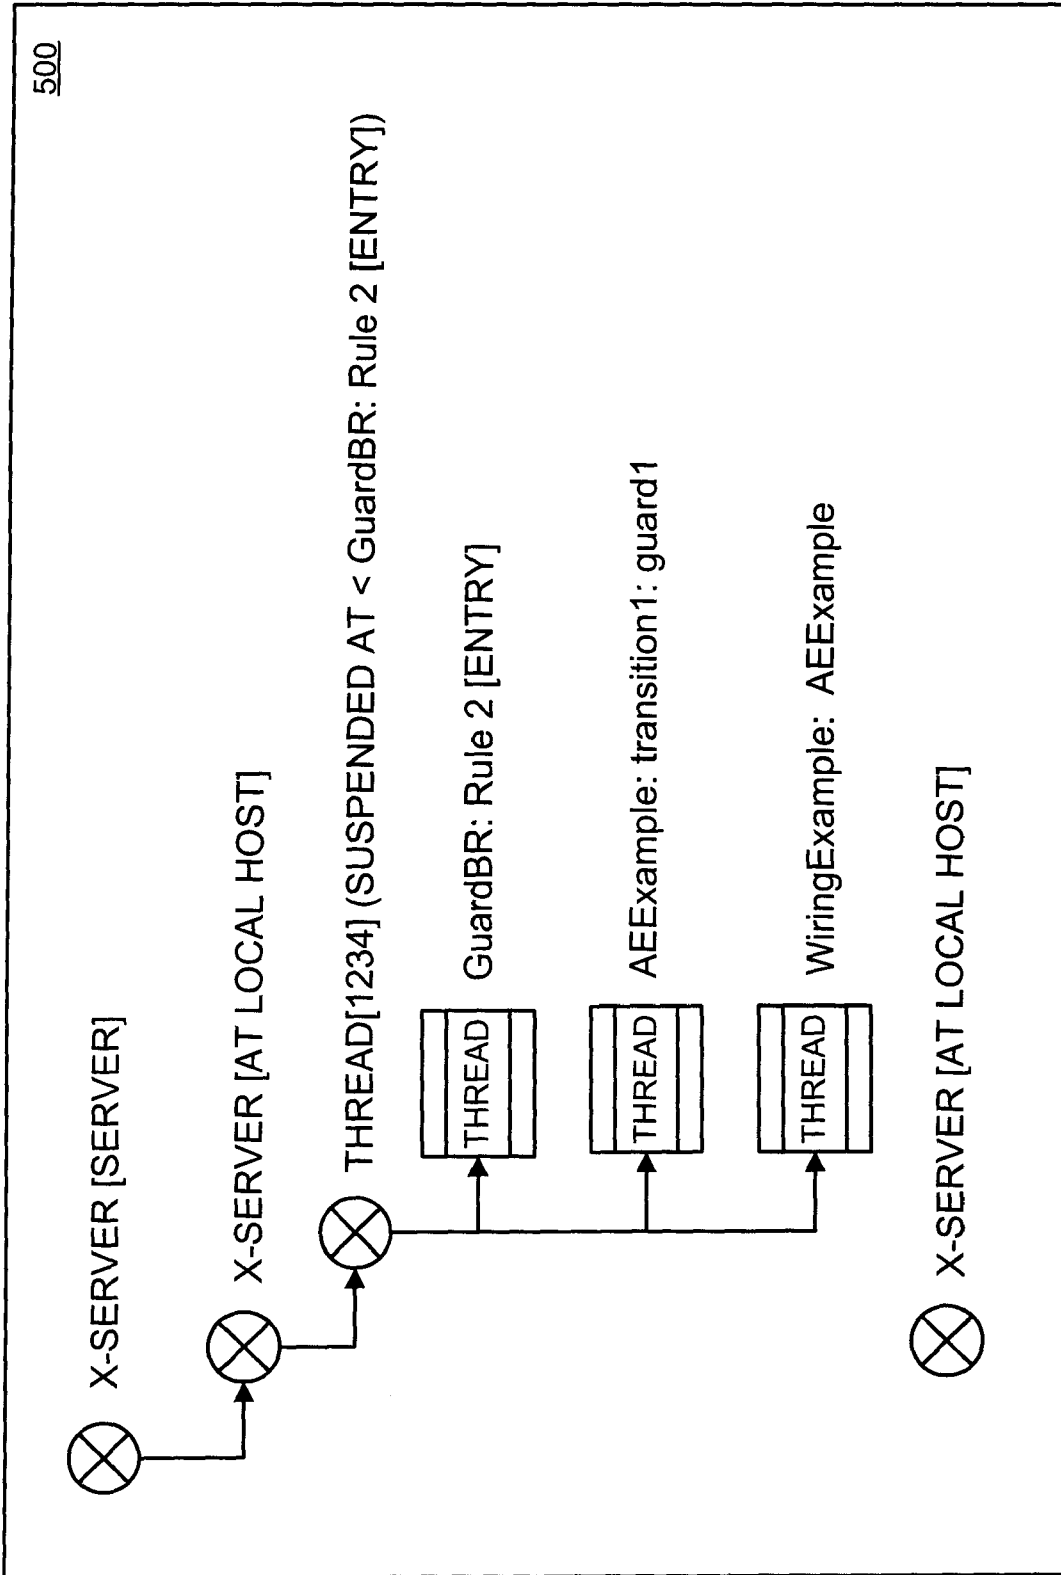 500
X-SERVER [SERVER]
X-SERVER [AT LOCAL HOST]
THREAD[1234] (SUSPENDED AT < GuardBR: Rule 2 [ENTRY])
THREAD GuardBR: Rule 2 [ENTRY]
THREAD AEExample: transition1: guard1
THREAD WiringExample: AEExample
X-SERVER [AT LOCAL HOST]